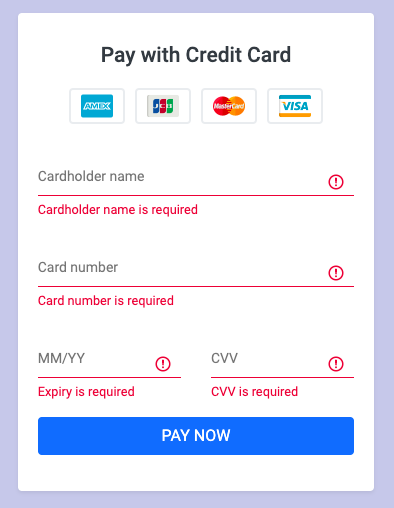 Pay with Credit Card
AMEX JCB MasterCard VISA
Cardholder name
Cardholder name is required
Card number
Card number is required
MM/YY CVV
Expiry is required CVV is required
PAY NOW